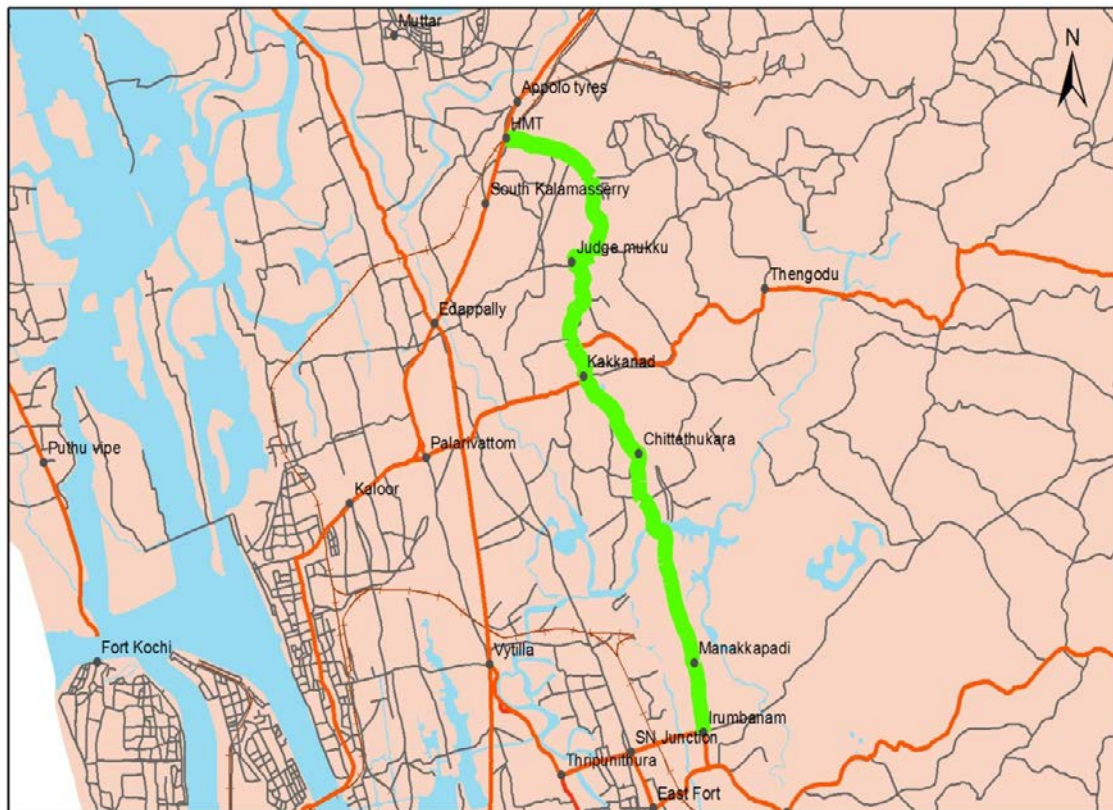 Muttar
N
Appolo tyres
HMT
South Kalamasserry
Judge mukku
Thengodu
Edappally
Kakkanad
Chittethukara
Palarivattom
Puthu vipe
Kaloor
Fort Kochi
Vytilla
Manakkapadi
Irumbanam
SN Junction
Thripunithura
East Fort